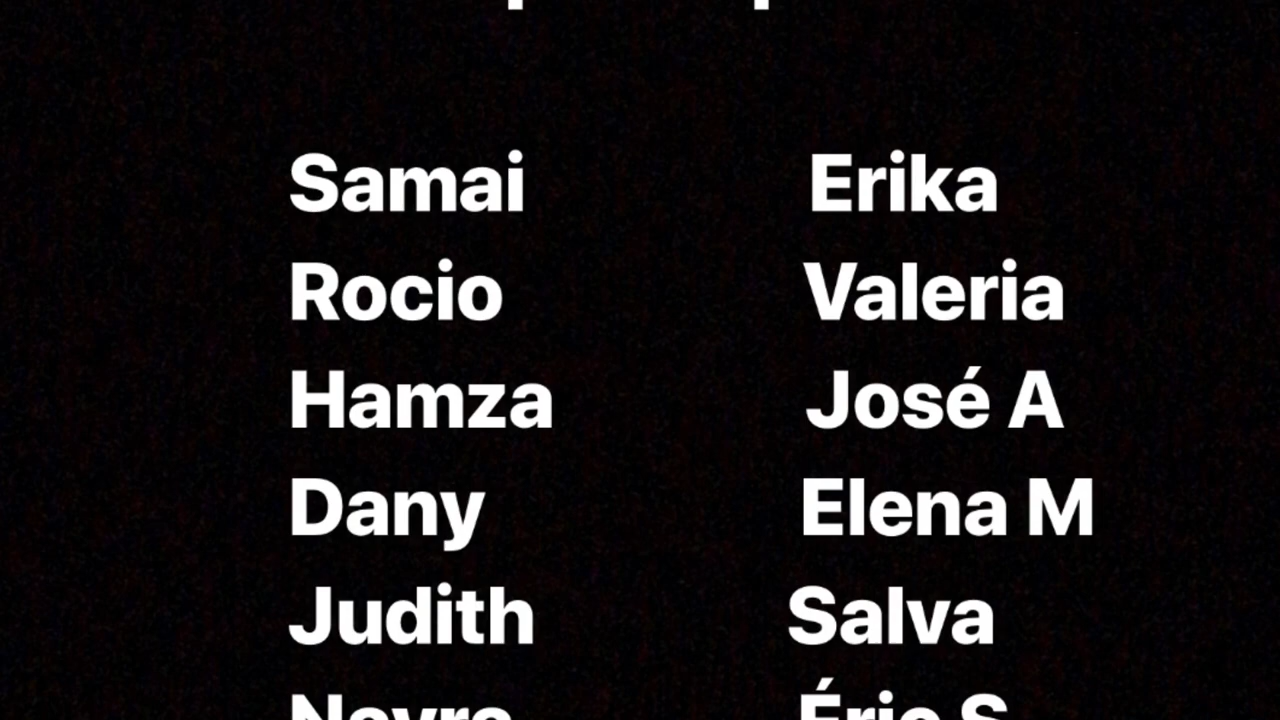 Samai Erika
Rocio Valeria
Hamza José A
Dany Elena M
Judith Salva